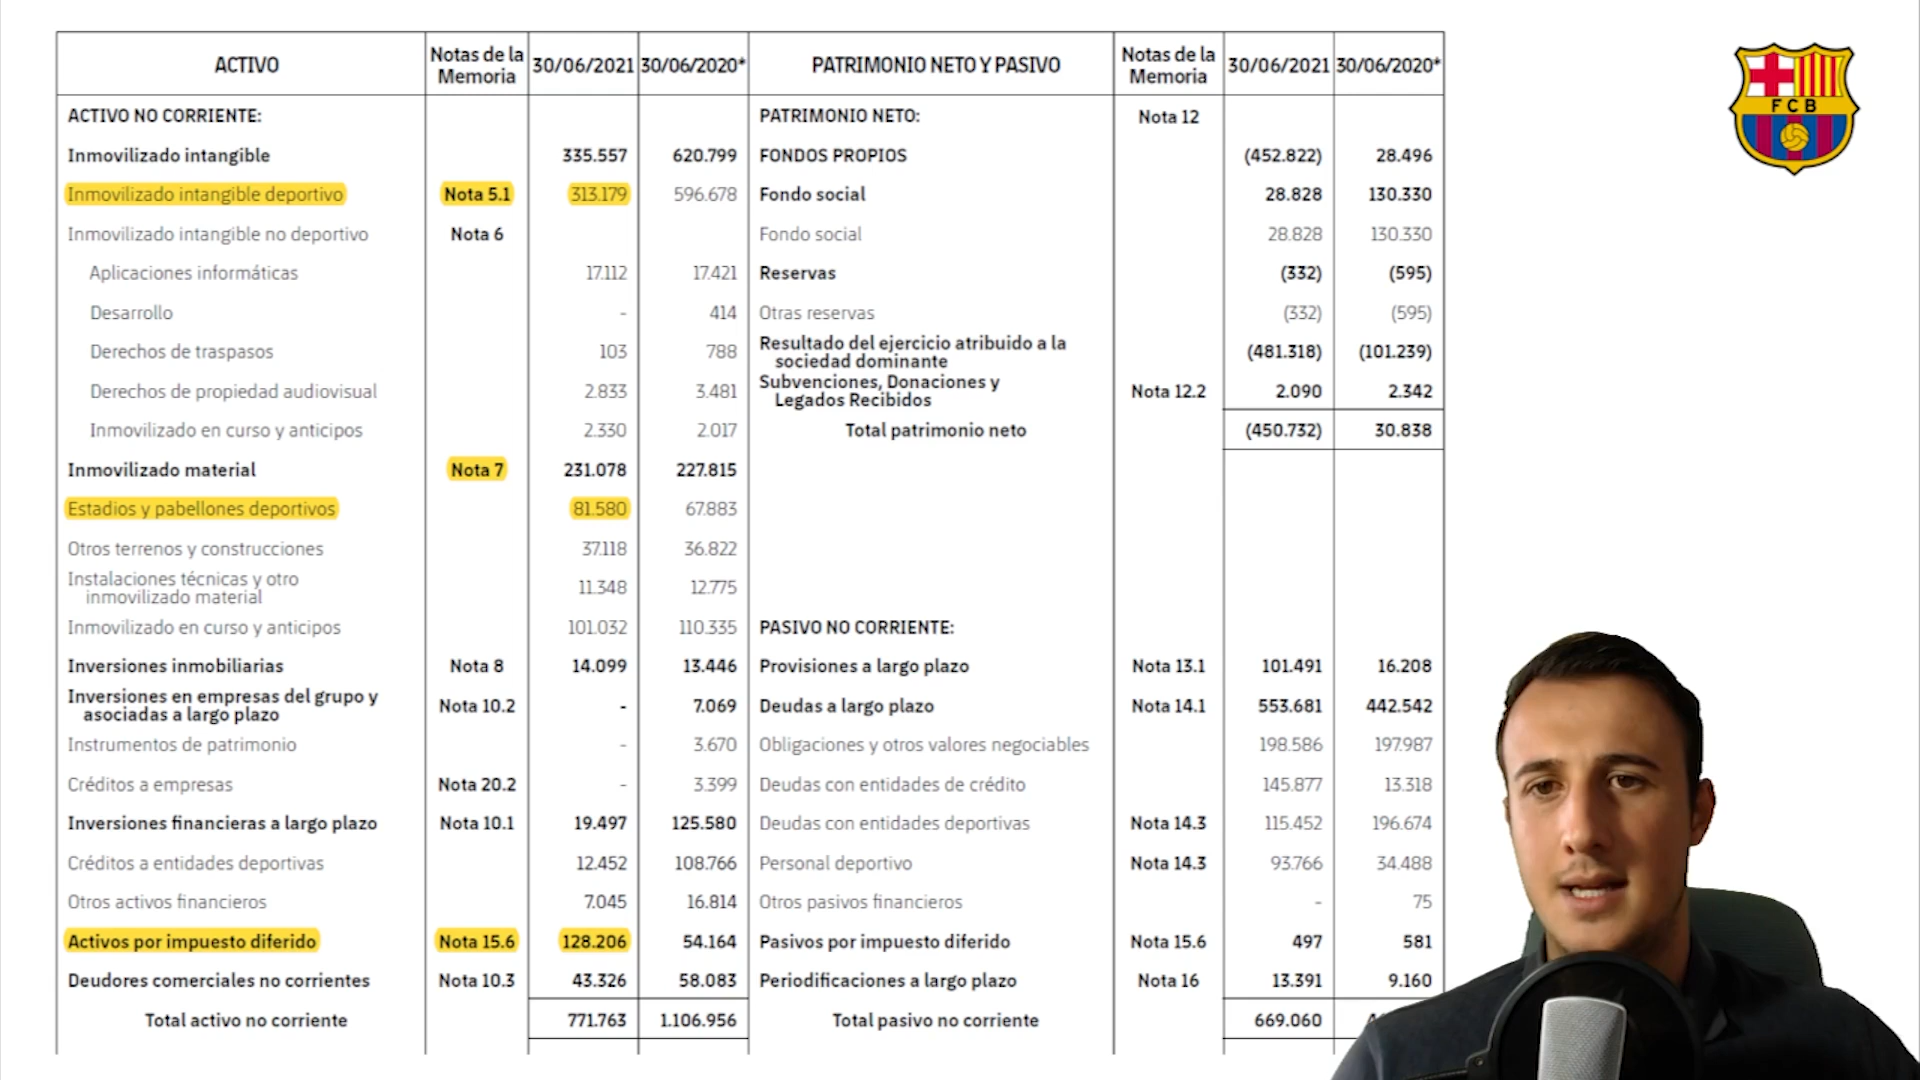 ACTIVO | Notas de la Memoria | 30/06/2021 | 30/06/2020* | PATRIMONIO NETO Y PASIVO | Notas de la Memoria | 30/06/2021 | 30/06/2020*
ACTIVO NO CORRIENTE: | PATRIMONIO NETO: | Nota 12
Inmovilizado intangible | 335.557 | 620.799 | FONDOS PROPIOS | (452.822) | 28.496
Inmovilizado intangible deportivo | Nota 5.1 | 313.179 | 596.678 | Fondo social | 28.828 | 130.330
Inmovilizado intangible no deportivo | Nota 6 | Fondo social | 28.828 | 130.330
Aplicaciones informáticas | 17.112 | 17.421 | Reservas | (332) | (595)
Desarrollo | - | 414 | Otras reservas | (332) | (595)
Derechos de traspasos | 103 | 788 | Resultado del ejercicio atribuido a la sociedad dominante | (481.318) | (101.239)
Derechos de propiedad audiovisual | 2.833 | 3.481 | Subvenciones, Donaciones y Legados Recibidos | Nota 12.2 | 2.090 | 2.342
Inmovilizado en curso y anticipos | 2.330 | 2.017 | Total patrimonio neto | (450.732) | 30.838
Inmovilizado material | Nota 7 | 231.078 | 227.815
Estadios y pabellones deportivos | 81.580 | 67.883
Otros terrenos y construcciones | 37.118 | 36.822
Instalaciones técnicas y otro inmovilizado material | 11.348 | 12.775
Inmovilizado en curso y anticipos | 101.032 | 110.335 | PASIVO NO CORRIENTE:
Inversiones inmobiliarias | Nota 8 | 14.099 | 13.446 | Provisiones a largo plazo | Nota 13.1 | 101.491 | 16.208
Inversiones en empresas del grupo y asociadas a largo plazo | Nota 10.2 | - | 7.069 | Deudas a largo plazo | Nota 14.1 | 553.681 | 442.542
Instrumentos de patrimonio | - | 3.670 | Obligaciones y otros valores negociables | 198.586 | 197.987
Créditos a empresas | Nota 20.2 | - | 3.399 | Deudas con entidades de crédito | 145.877 | 13.318
Inversiones financieras a largo plazo | Nota 10.1 | 19.497 | 125.580 | Deudas con entidades deportivas | Nota 14.3 | 115.452 | 196.674
Créditos a entidades deportivas | 12.452 | 108.766 | Personal deportivo | Nota 14.3 | 93.766 | 34.488
Otros activos financieros | 7.045 | 16.814 | Otros pasivos financieros | - | 75
Activos por impuesto diferido | Nota 15.6 | 128.206 | 54.164 | Pasivos por impuesto diferido | Nota 15.6 | 497 | 581
Deudores comerciales no corrientes | Nota 10.3 | 43.326 | 58.083 | Periodificaciones a largo plazo | Nota 16 | 13.391 | 9.160
Total activo no corriente | 771.763 | 1.106.956 | Total pasivo no corriente | 669.060
FCB